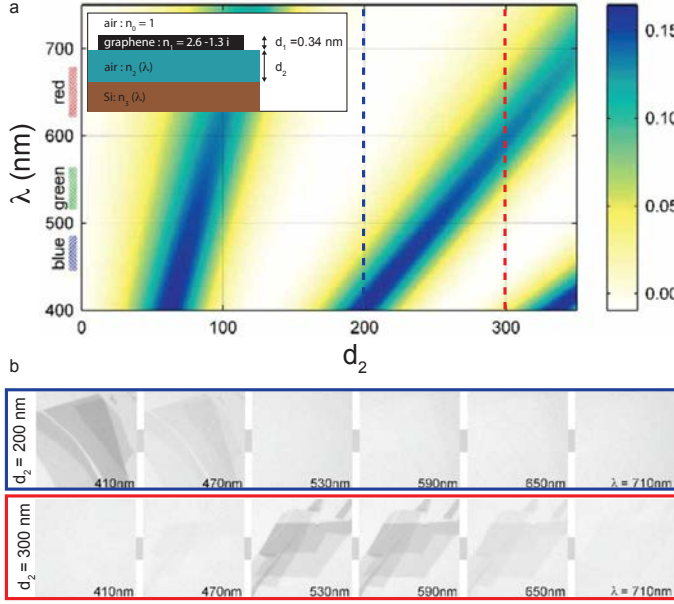 a
air : n0 = 1
graphene : n1 = 2.6 -1.3 i
d1 = 0.34 nm
air : n2 (λ)
d2
Si: n3 (λ)
λ (nm)
red
green
blue
700
600
500
400
0
100
200
300
d2
0.15
0.10
0.05
0.00
b
d2 = 200 nm
410nm
470nm
530nm
590nm
650nm
λ = 710nm
d2 = 300 nm
410nm
470nm
530nm
590nm
650nm
λ = 710nm